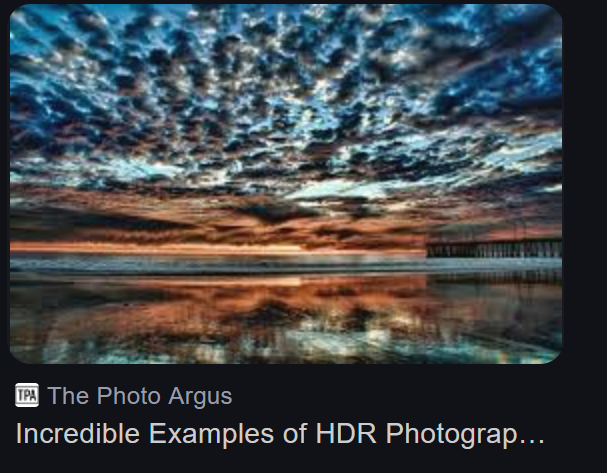 TPA
The Photo Argus
Incredible Examples of HDR Photograp...